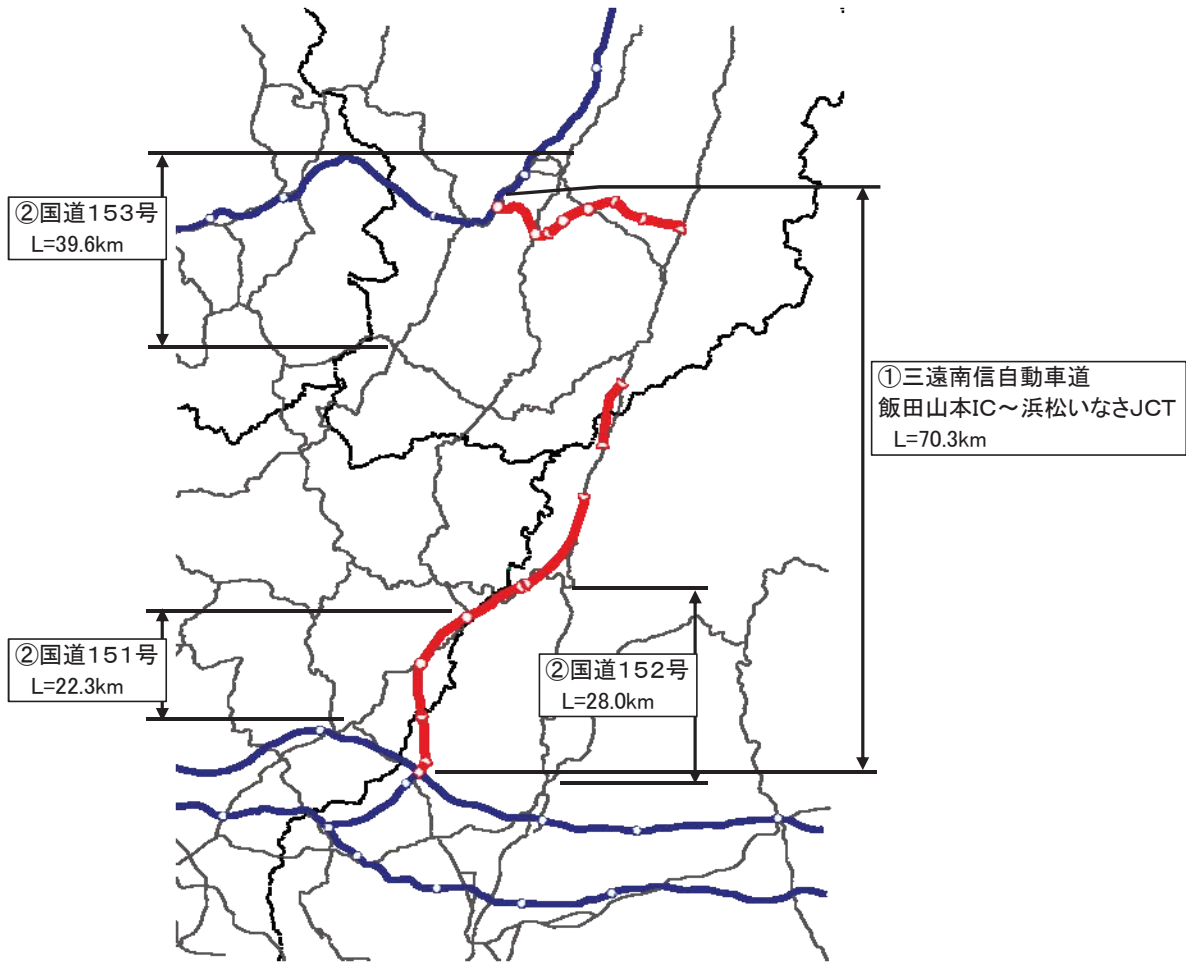 ②国道153号
L=39.6km
①三遠南信自動車道
飯田山本IC～浜松いなさJCT
L=70.3km
②国道151号
L=22.3km
②国道152号
L=28.0km